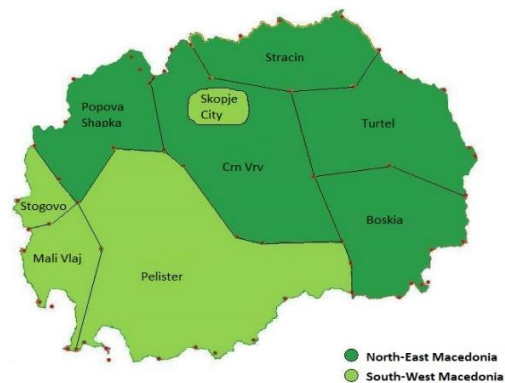 Stracin
Popova
Shapka
Skopje
City
Turtel
Crn Vrv
Stogovo
Boskia
Mali Vlaj
Pelister
North-East Macedonia
South-West Macedonia